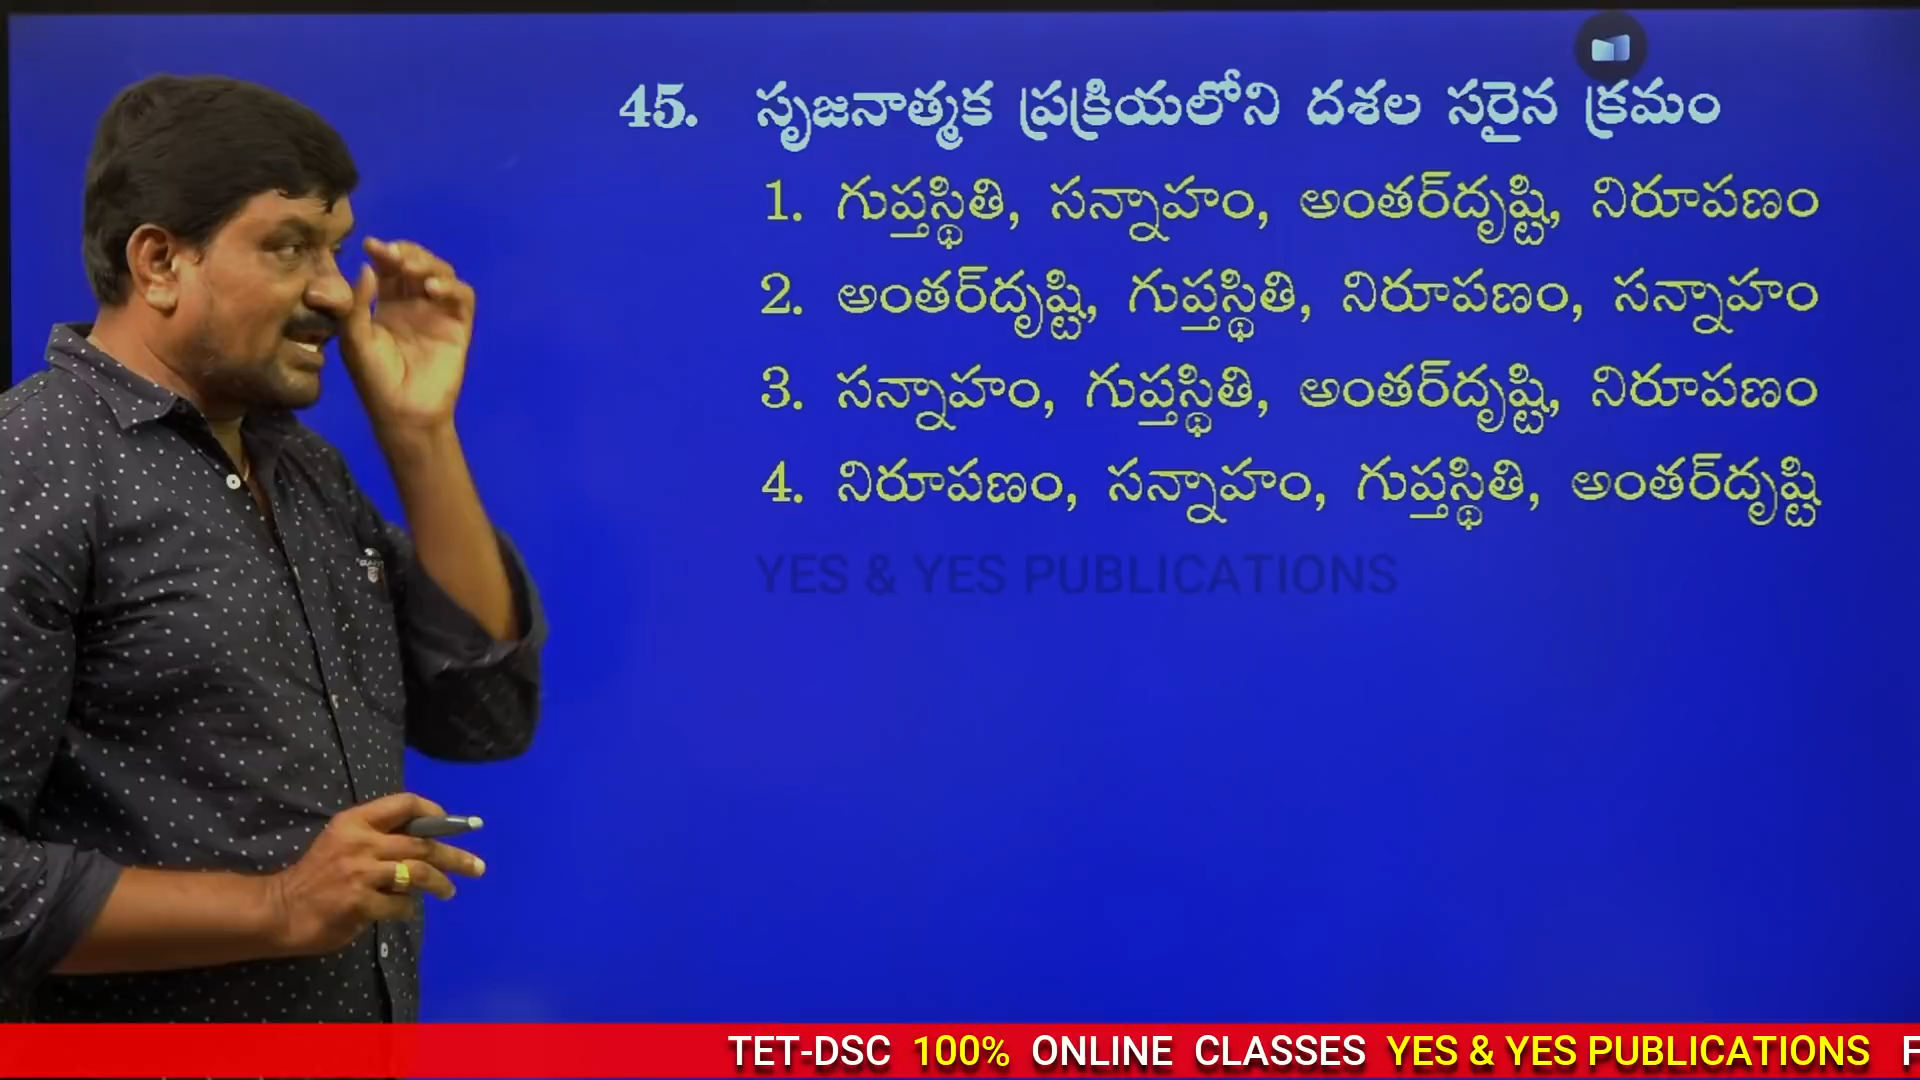 45. సృజనాత్మక ప్రక్రియలోని దశల సరైన క్రమం
1. గుప్తస్థితి, సన్నాహం, అంతర్‌దృష్టి, నిరూపణం
2. అంతర్‌దృష్టి, గుప్తస్థితి, నిరూపణం, సన్నాహం
3. సన్నాహం, గుప్తస్థితి, అంతర్‌దృష్టి, నిరూపణం
4. నిరూపణం, సన్నాహం, గుప్తస్థితి, అంతర్‌దృష్టి
YES & YES PUBLICATIONS
TET-DSC 100% ONLINE CLASSES YES & YES PUBLICATIONS F